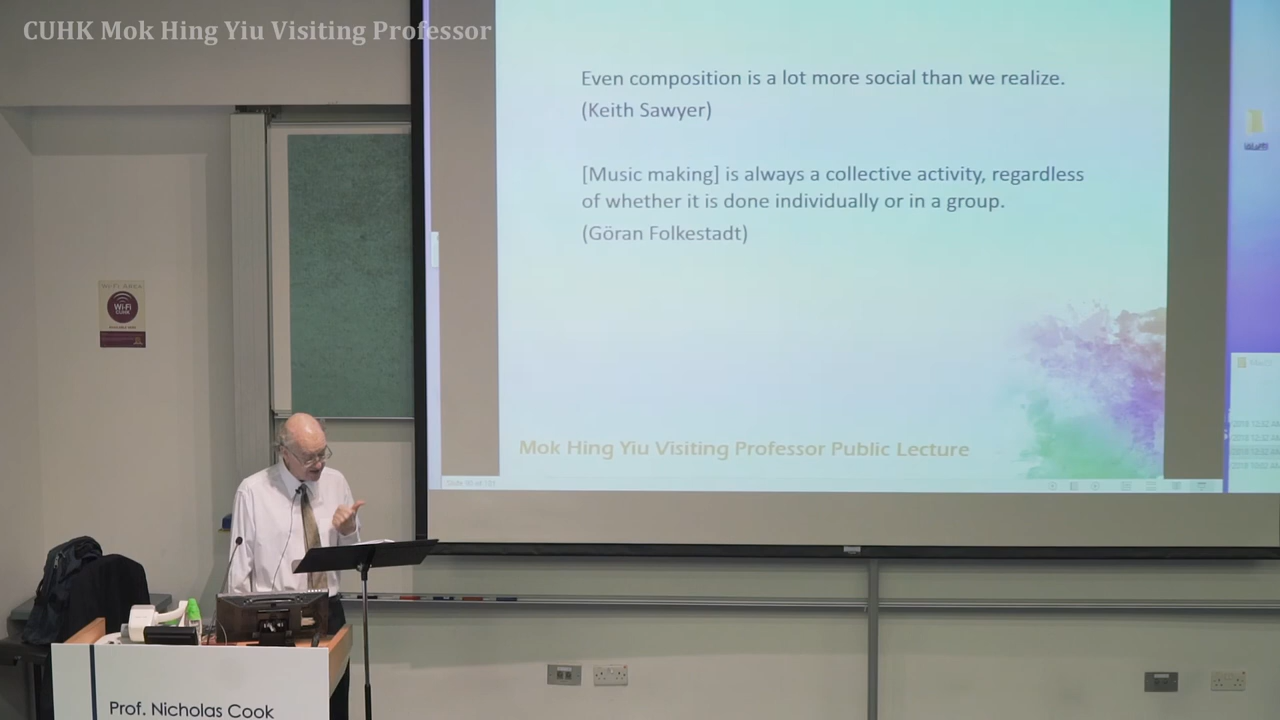 CUHK Mok Hing Yiu Visiting Professor
Even composition is a lot more social than we realize.
(Keith Sawyer)
[Music making] is always a collective activity, regardless
of whether it is done individually or in a group.
(Göran Folkestadt)
Mok Hing Yiu Visiting Professor Public Lecture
Wi-Fi
Prof. Nicholas Cook